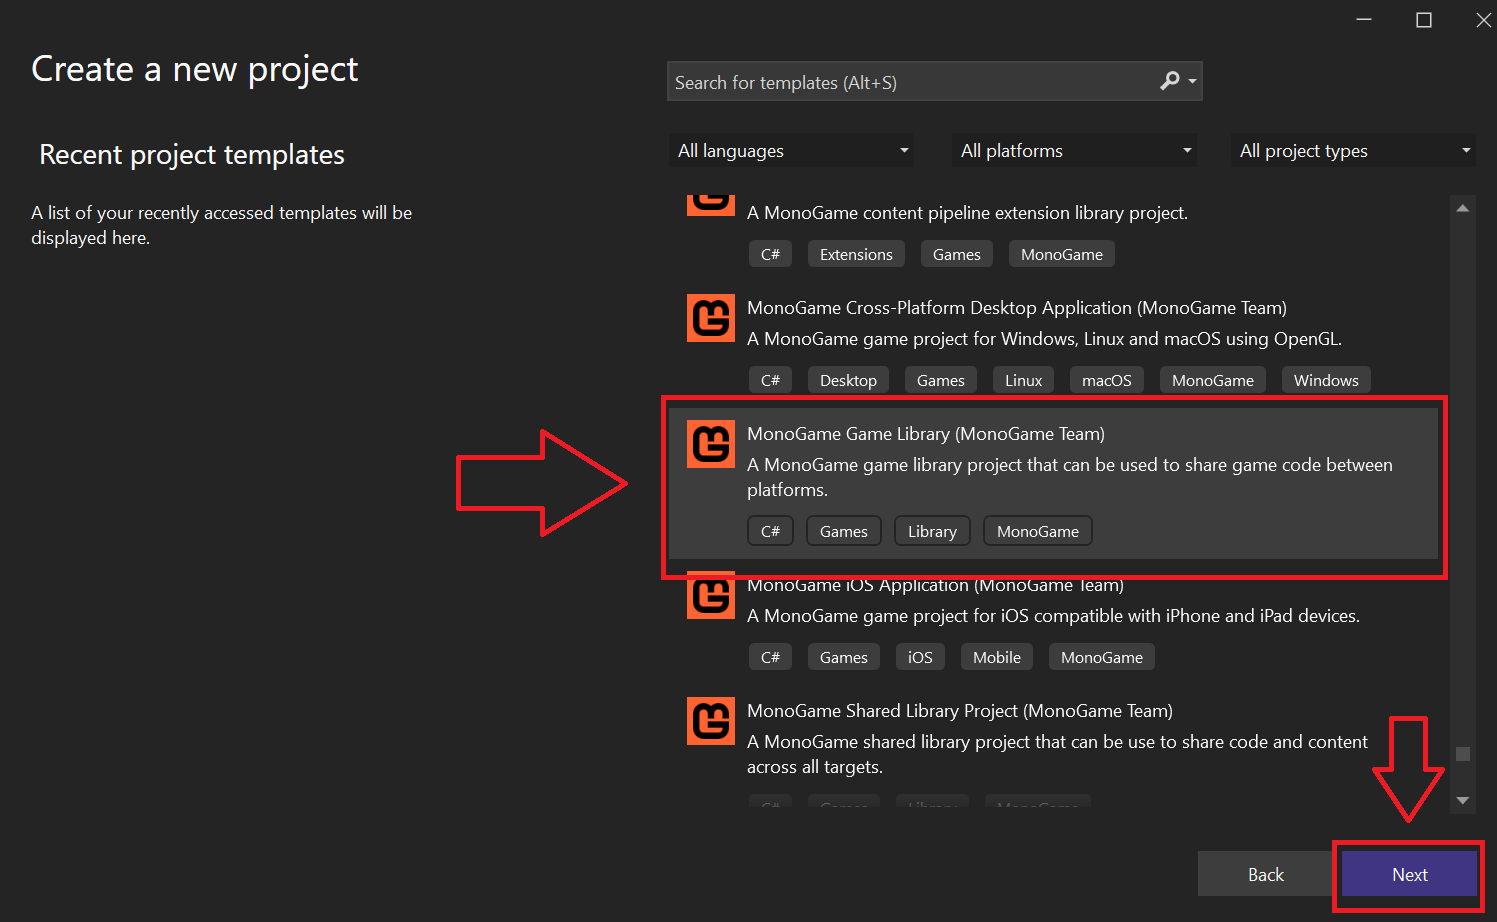 Create a new project
Search for templates (Alt+S)
Recent project templates
All languages
All platforms
All project types
A list of your recently accessed templates will be
displayed here.
A MonoGame content pipeline extension library project.
C#
Extensions
Games
MonoGame
MonoGame Cross-Platform Desktop Application (MonoGame Team)
A MonoGame game project for Windows, Linux and macOS using OpenGL.
C#
Desktop
Games
Linux
macOS
MonoGame
Windows
MonoGame Game Library (MonoGame Team)
A MonoGame game library project that can be used to share game code between
platforms.
C#
Games
Library
MonoGame
MonoGame iOS Application (MonoGame Team)
A MonoGame game project for iOS compatible with iPhone and iPad devices.
C#
Games
iOS
Mobile
MonoGame
MonoGame Shared Library Project (MonoGame Team)
A MonoGame shared library project that can be use to share code and content
across all targets.
C#
Games
Library
MonoGame
Back
Next